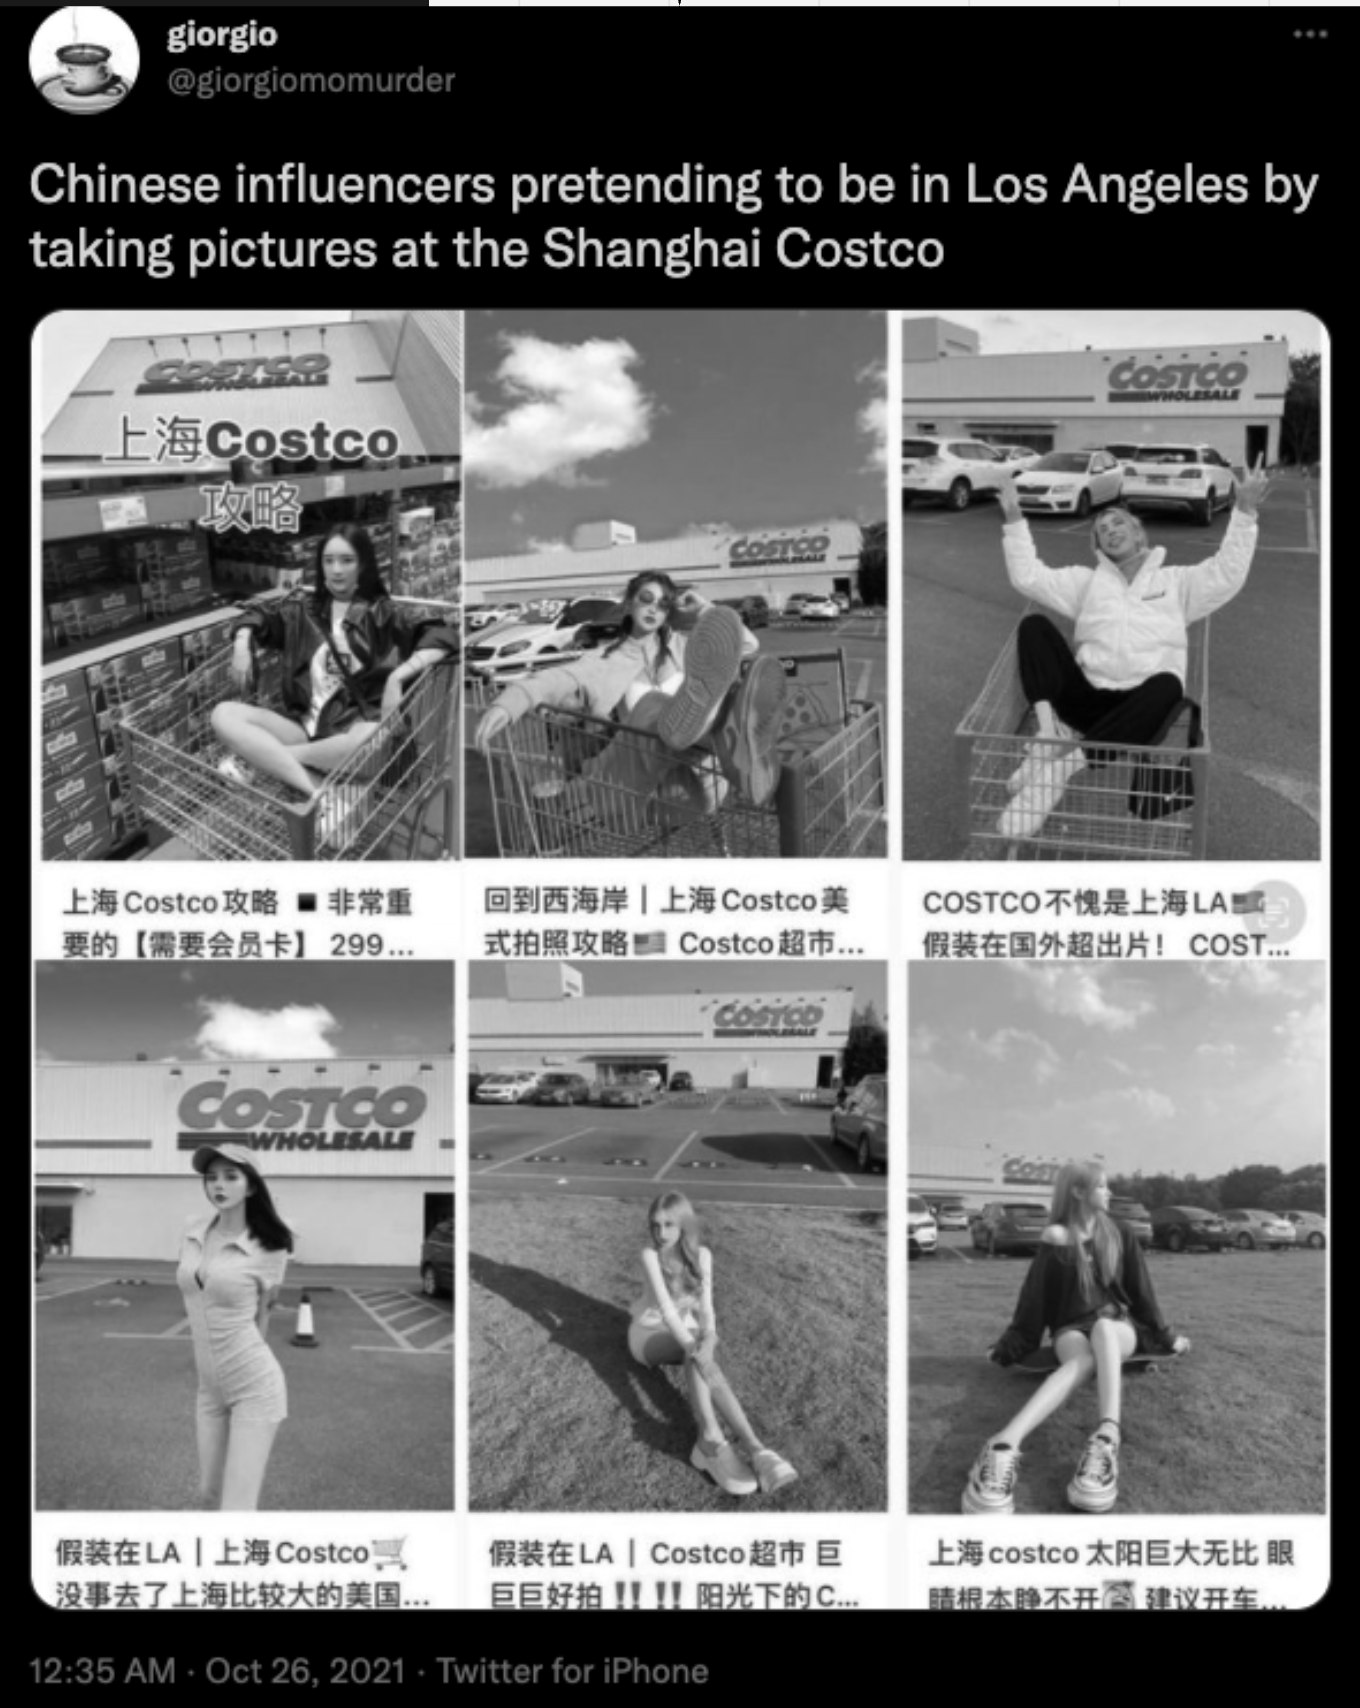 giorgio
@giorgiomomurder
Chinese influencers pretending to be in Los Angeles by
taking pictures at the Shanghai Costco
COSTCO
WHOLESALE
上海Costco
攻略
COSTCO
WHOLESALE
COSTCO
WHOLESALE
上海Costco攻略 ■ 非常重
要的【需要会员卡】 299...
回到西海岸｜上海Costco美
式拍照攻略🇺🇸 Costco超市...
COSTCO不愧是上海LA🇺🇸
假装在国外超出片！ COST...
COSTCO
WHOLESALE
COSTCO
WHOLESALE
COST
假装在LA｜上海Costco🛒
没事去了上海比较大的美国...
假装在LA｜ Costco超市 巨
巨巨好拍 ‼️ ‼️ 阳光下的C...
上海costco 太阳巨大无比 眼
睛根本睁不开 建议开车...
12:35 AM · Oct 26, 2021 · Twitter for iPhone